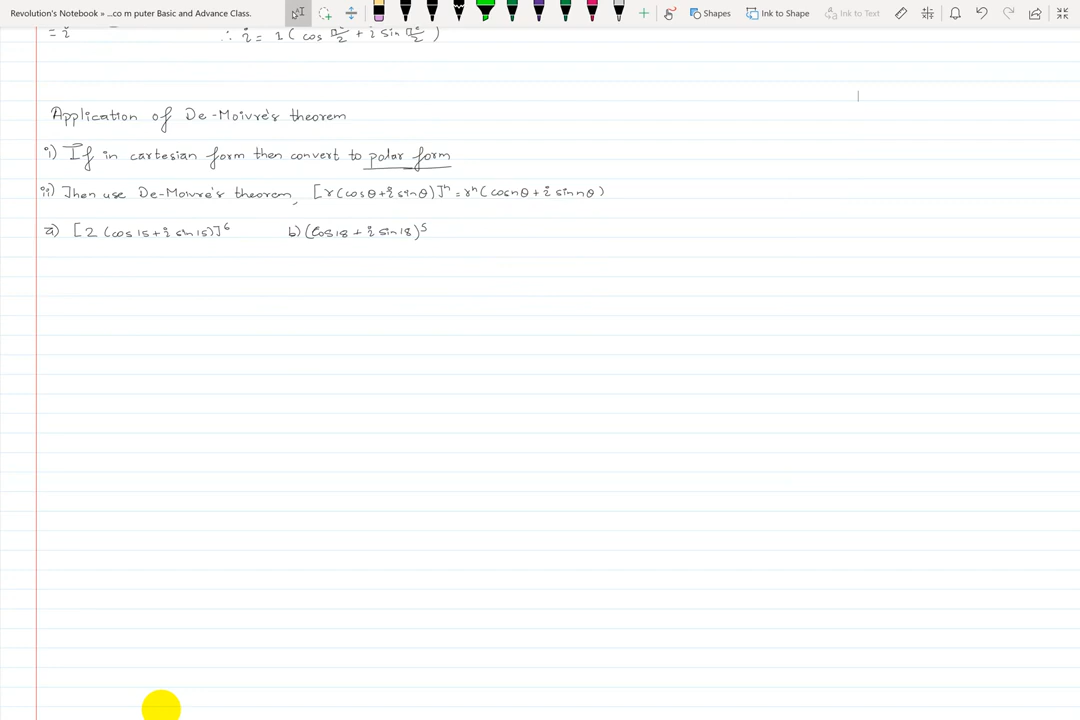 Revolution's Notebook » ...co m puter Basic and Advance Class.
Shapes
Ink to Shape
Ink to Text
= i
∴ i = 1 ( cos π/2 + i sin π/2 )
Application of De-Moivre's theorem
i) If in cartesian form then convert to polar form
ii) Then use De-Moivre's theorem, [r(cosθ+i sinθ)]ⁿ = rⁿ(cosnθ + i sin nθ)
a) [2 (cos 15 + i sin 15)]⁶ b) (cos 18 + i sin 18)⁵